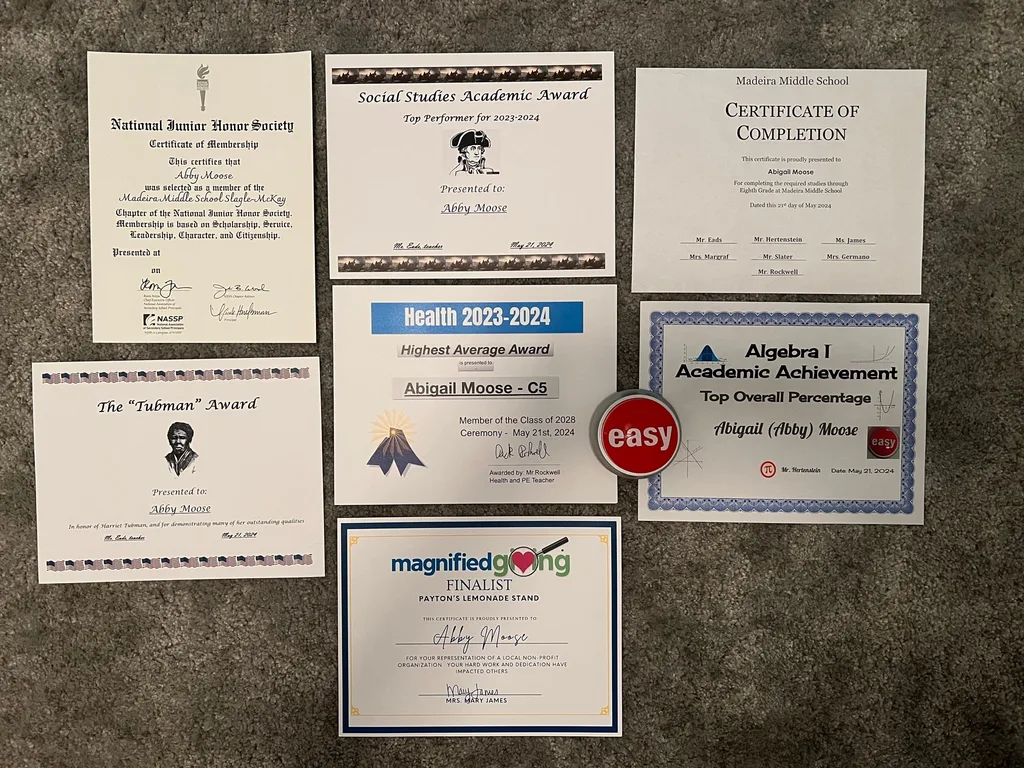 National Junior Honor Society
Certificate of Membership
This certifies that
Abby Moose
was selected as a member of the
Madeira Middle School Slagle-McKay
Chapter of the National Junior Honor Society.
Membership is based on Scholarship, Service,
Leadership, Character, and Citizenship.
Presented at
on
NASSP
Social Studies Academic Award
Top Performer for 2023-2024
Presented to:
Abby Moose
Mr. Eads, teacher
May 21, 2024
Madeira Middle School
CERTIFICATE OF
COMPLETION
This certificate is proudly presented to
Abigail Moose
For completing the required studies through
Eighth Grade at Madeira Middle School
Dated this 21st day of May 2024
Mr. Eads Mr. Hertenstein Ms. James
Mrs. Margraf Mr. Slater Mrs. Germano
Mr. Rockwell
The "Tubman" Award
Presented to:
Abby Moose
In honor of Harriet Tubman, and for demonstrating many of her outstanding qualities
Mr. Eads, teacher
May 21, 2024
Health 2023-2024
Highest Average Award
is presented to
Abigail Moose - C5
Member of the Class of 2028
Ceremony - May 21st, 2024
Awarded by: Mr.Rockwell
Health and PE Teacher
easy
Algebra I
Academic Achievement
Top Overall Percentage
Abigail (Abby) Moose
easy
π
Mr. Hertenstein
Date: May 21, 2024
magnifiedgiving
FINALIST
PAYTON'S LEMONADE STAND
THIS CERTIFICATE IS PROUDLY PRESENTED TO
Abby Moose
FOR YOUR REPRESENTATION OF A LOCAL NON-PROFIT
ORGANIZATION. YOUR HARD WORK AND DEDICATION HAVE
IMPACTED OTHERS
Mary James
MRS. MARY JAMES